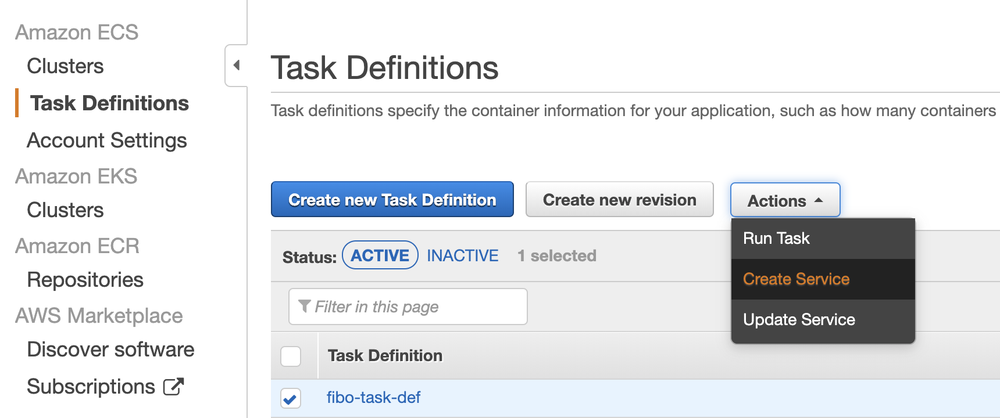 Amazon ECS
Clusters
Task Definitions
Account Settings
Amazon EKS
Clusters
Amazon ECR
Repositories
AWS Marketplace
Discover software
Subscriptions
Task Definitions
Task definitions specify the container information for your application, such as how many containers
Create new Task Definition
Create new revision
Actions
Run Task
Create Service
Update Service
Status: ACTIVE INACTIVE 1 selected
Filter in this page
Task Definition
fibo-task-def